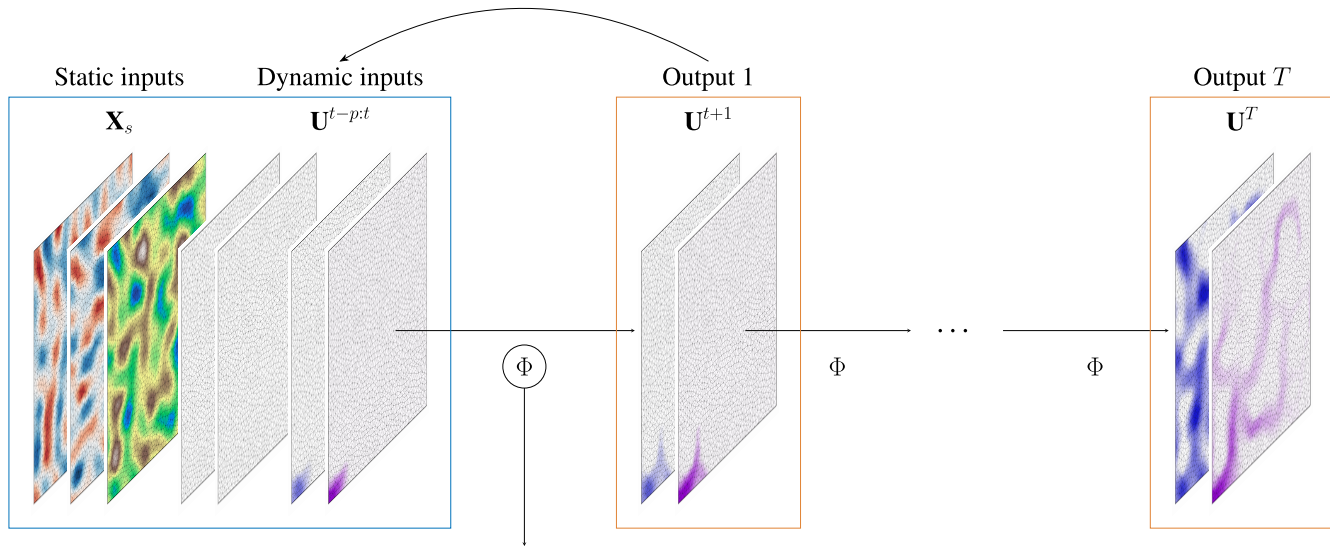 Static inputs Dynamic inputs Output 1 Output T
X_s U^{t−p:t} U^{t+1} U^T
. . .
Φ Φ Φ